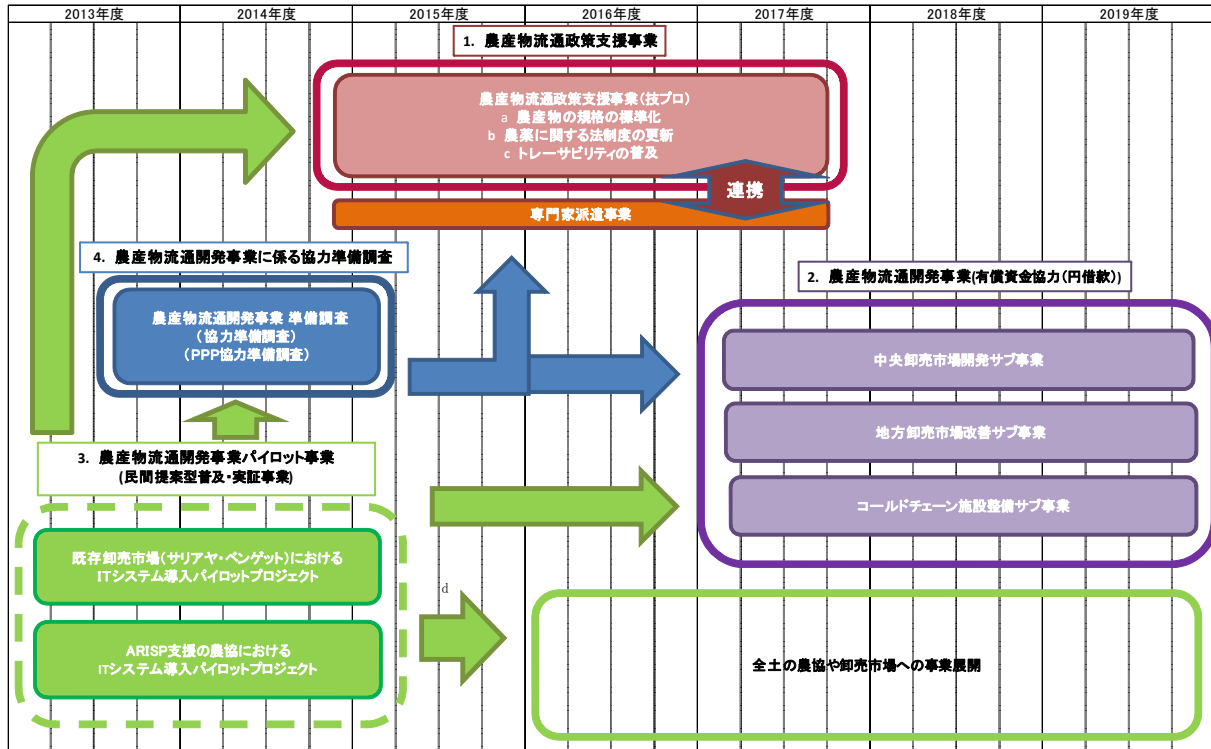 2013年度 2014年度 2015年度 2016年度 2017年度 2018年度 2019年度
1. 農産物流通政策支援事業
農産物流通政策支援事業(技プロ)
a 農産物の規格の標準化
b 農薬に関する法制度の更新
c トレーサビリティの普及
連携
専門家派遣事業
4. 農産物流通開発事業に係る協力準備調査
農産物流通開発事業 準備調査
(協力準備調査)
(PPP協力準備調査)
2. 農産物流通開発事業(有償資金協力(円借款))
中央卸売市場開発サブ事業
地方卸売市場改善サブ事業
コールドチェーン施設整備サブ事業
3. 農産物流通開発事業パイロット事業
(民間提案型普及・実証事業)
既存卸売市場(サリアヤ・ベンゲット)における
ITシステム導入パイロットプロジェクト
ARISP支援の農協における
ITシステム導入パイロットプロジェクト
d
全土の農協や卸売市場への事業展開